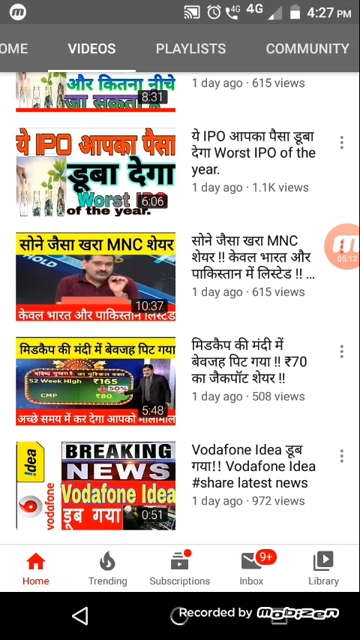 4G 4G 4:27 PM
OME VIDEOS PLAYLISTS COMMUNITY
और कितना नीचे
जा सकता
8:31
1 day ago · 615 views
ये IPO आपका पैसा
डूबा देगा
Worst IPO
of the year.
6:06
ये IPO आपका पैसा डूबा
देगा Worst IPO of the
year.
1 day ago · 1.1K views
सोने जैसा खरा MNC शेयर
HOLD
10:37
केवल भारत और पाकिस्तान लिस्टेड
सोने जैसा खरा MNC
शेयर !! केवल भारत और
पाकिस्तान में लिस्टेड !! ...
1 day ago · 615 views
05:12
मिडकैप की मंदी में बेवजह पिट गया
52 Week High ₹165
50%
CMP ₹80
5:48
अच्छे समय में कर देगा आपको मालामाल
मिडकैप की मंदी में
बेवजह पिट गया !! ₹70
का जैकपॉट शेयर !!
1 day ago · 508 views
!dea
vodafone
BREAKING
NEWS
Vodafone Idea
डूब गया
0:51
Vodafone Idea डूब
गया!! Vodafone Idea
#share latest news
1 day ago · 972 views
9+
Home Trending Subscriptions Inbox Library
Recorded by mobizen